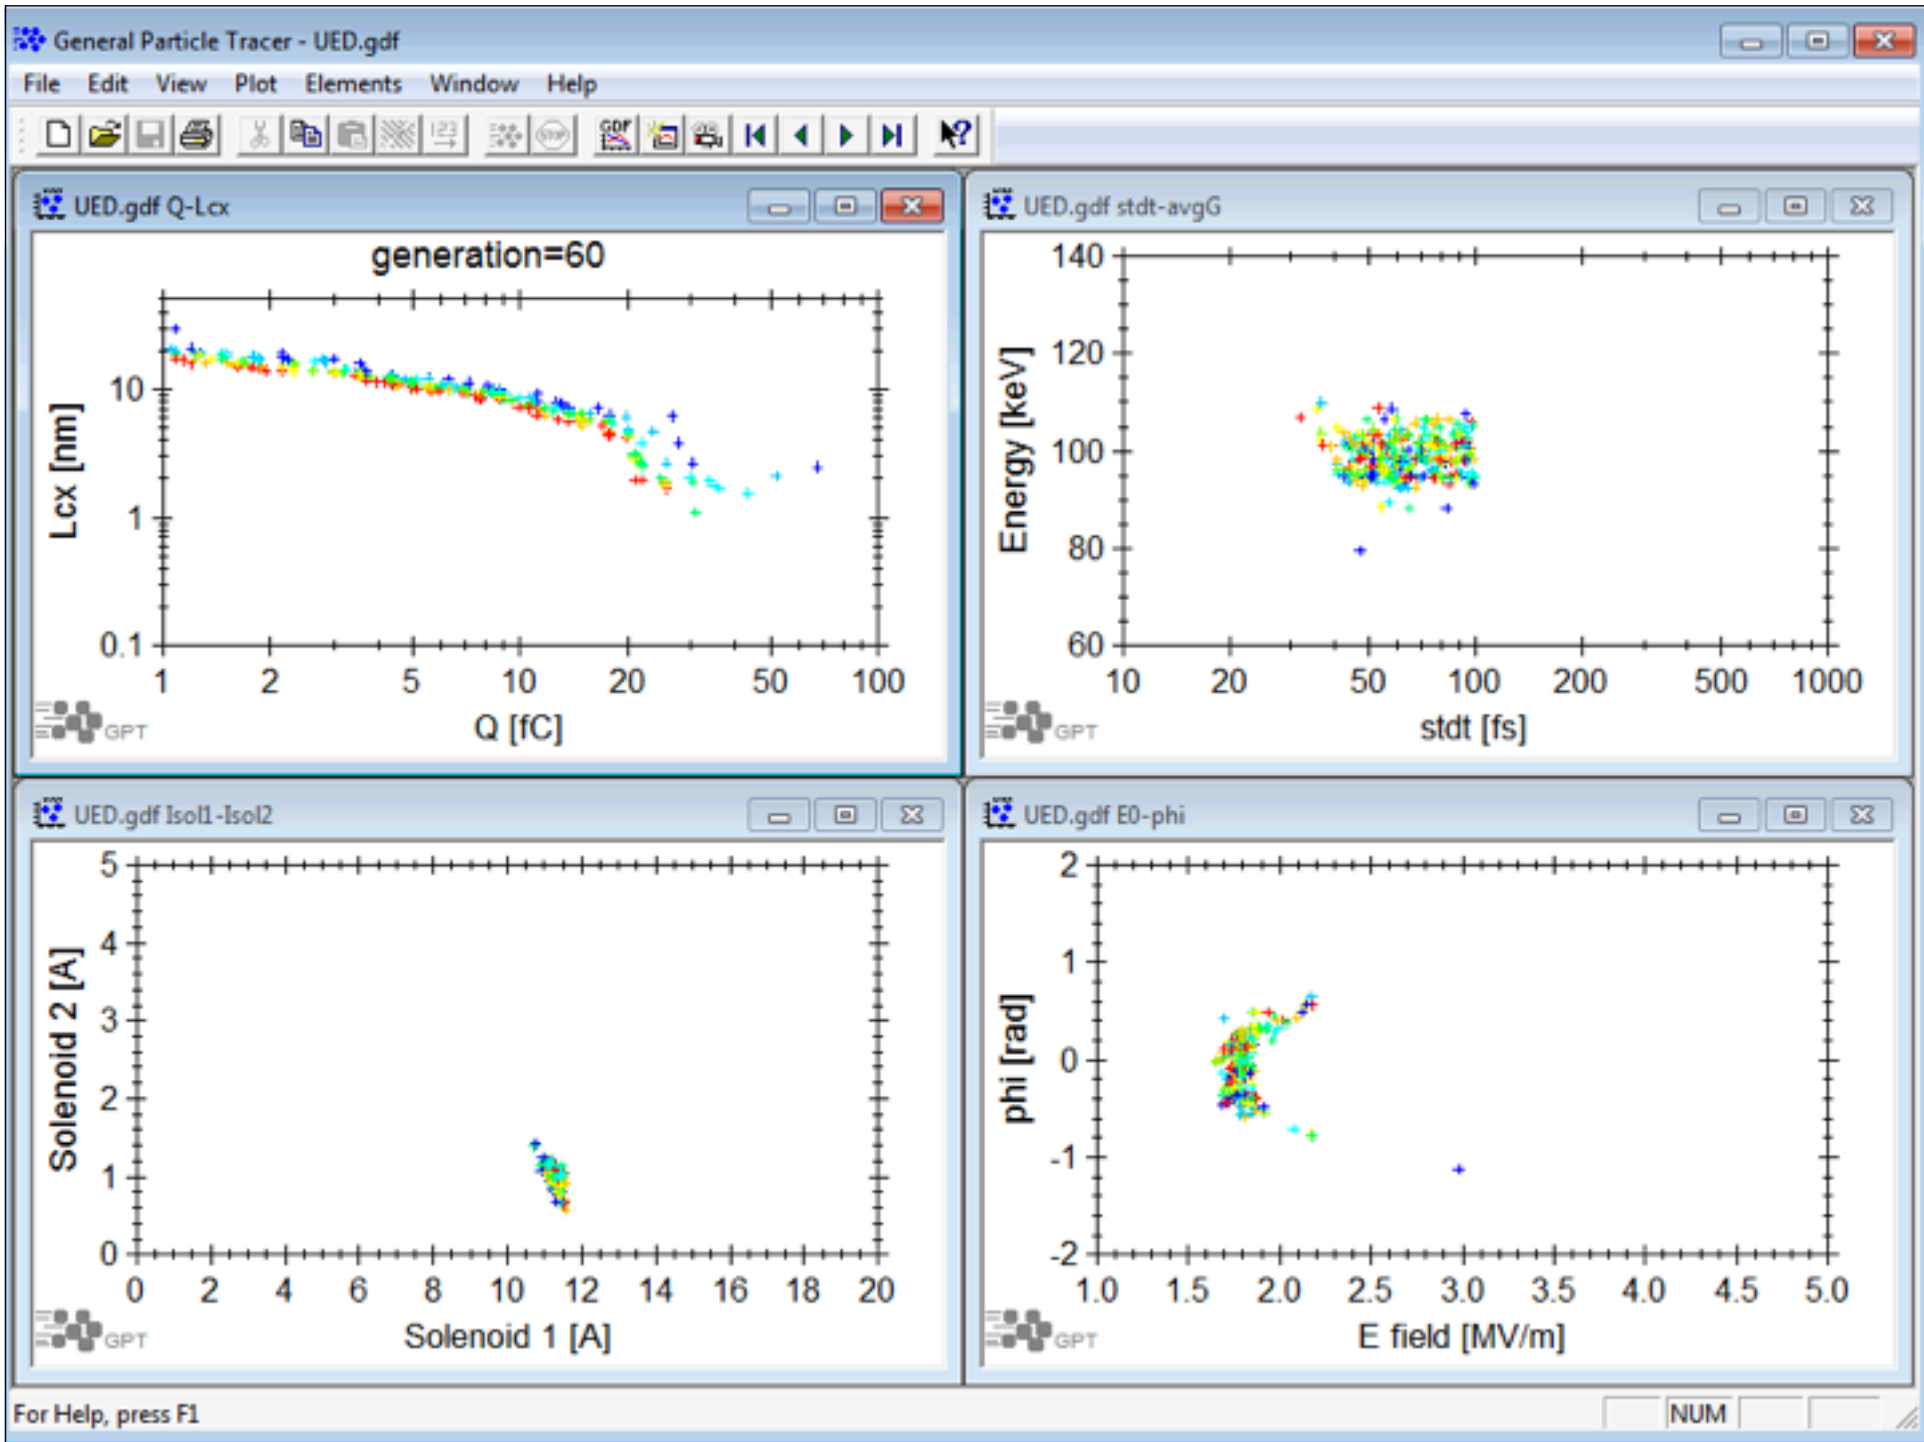 General Particle Tracer - UED.gdf
File Edit View Plot Elements Window Help
123 STOP GDF
UED.gdf Q-Lcx
generation=60
Lcx [nm]
10
1
0.1
1 2 5 10 20 50 100
Q [fC]
GPT
UED.gdf stdt-avgG
Energy [keV]
140
120
100
80
60
10 20 50 100 200 500 1000
stdt [fs]
GPT
UED.gdf Isol1-Isol2
Solenoid 2 [A]
5
4
3
2
1
0
0 2 4 6 8 10 12 14 16 18 20
Solenoid 1 [A]
GPT
UED.gdf E0-phi
phi [rad]
2
1
0
-1
-2
1.0 1.5 2.0 2.5 3.0 3.5 4.0 4.5 5.0
E field [MV/m]
GPT
For Help, press F1
NUM